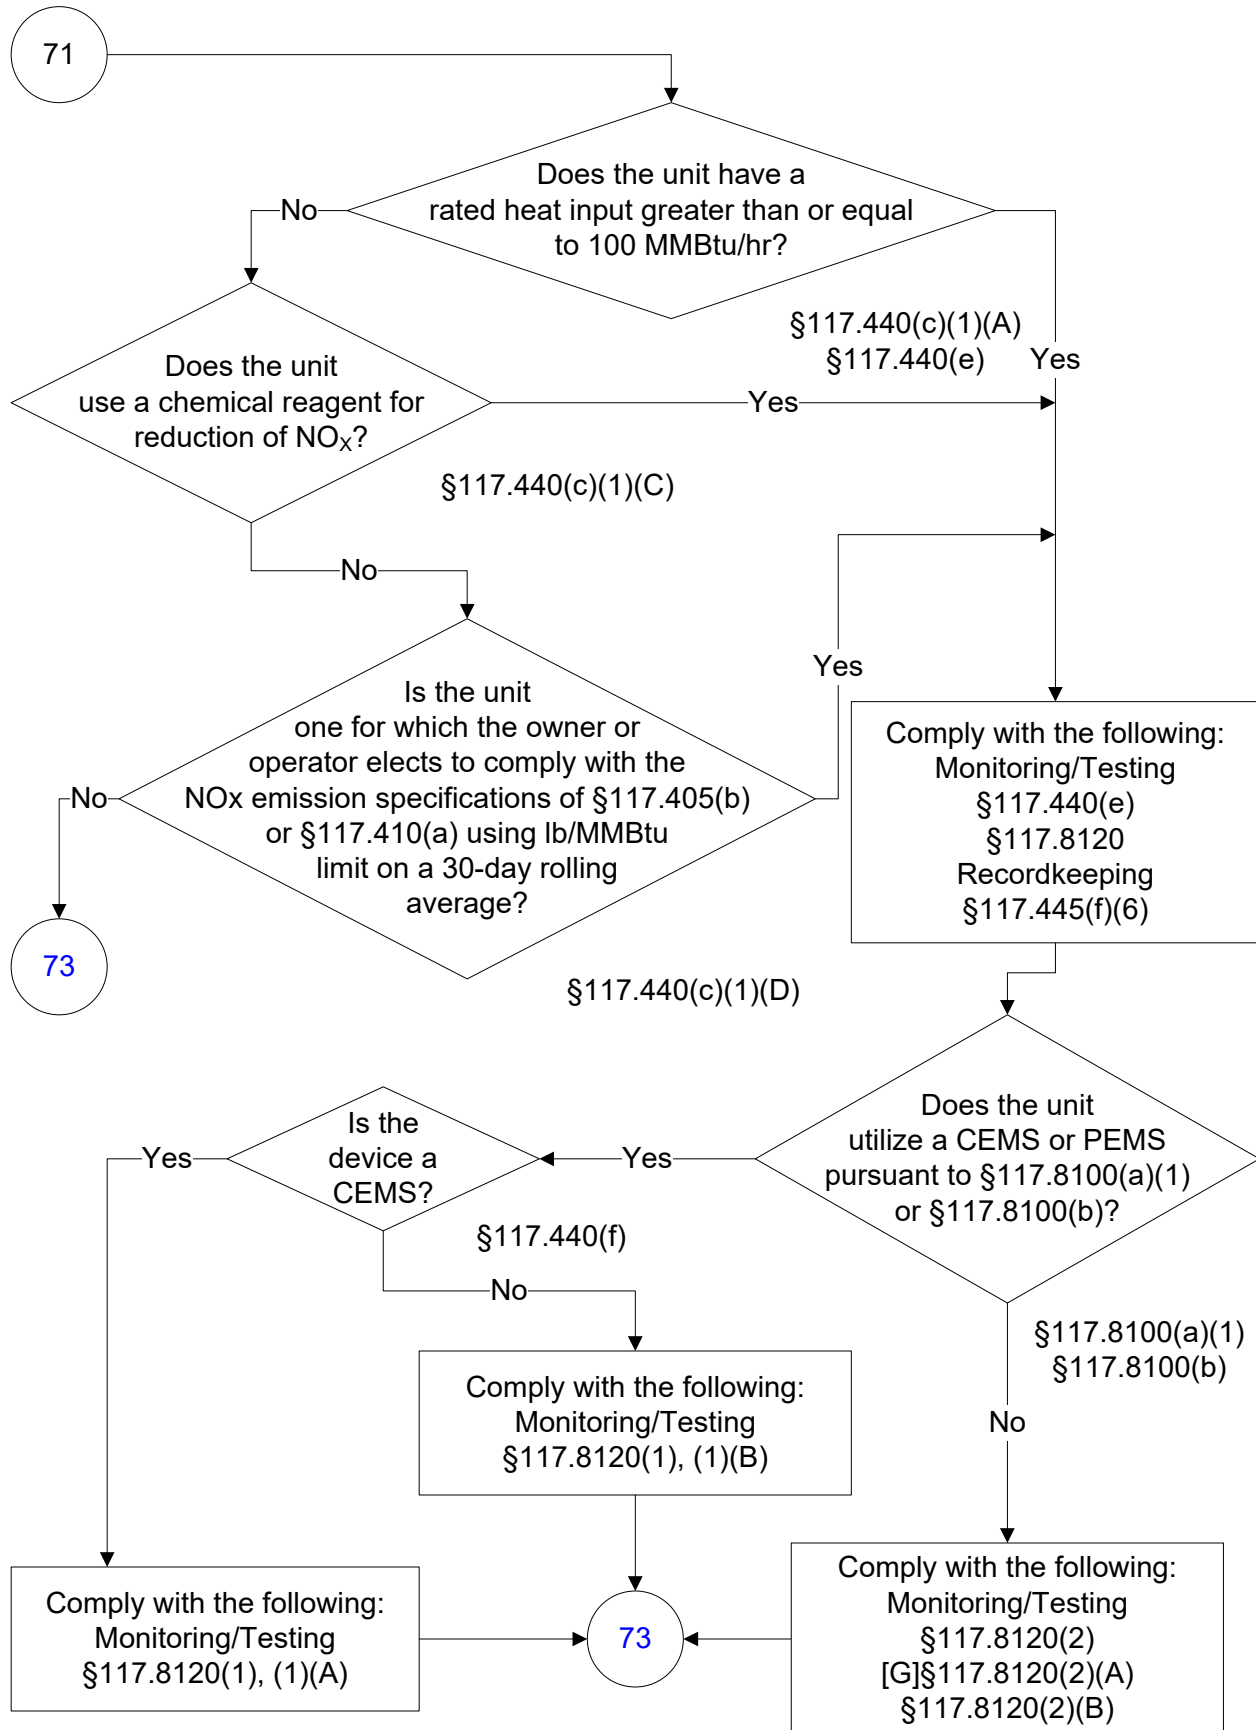 71
Does the unit have a
rated heat input greater than or equal
to 100 MMBtu/hr?
No
§117.440(c)(1)(A)
§117.440(e)
Yes
Does the unit
use a chemical reagent for
reduction of NOX?
Yes
§117.440(c)(1)(C)
No
Is the unit
one for which the owner or
operator elects to comply with the
NOx emission specifications of §117.405(b)
or §117.410(a) using lb/MMBtu
limit on a 30-day rolling
average?
Yes
No
73
§117.440(c)(1)(D)
Comply with the following:
Monitoring/Testing
§117.440(e)
§117.8120
Recordkeeping
§117.445(f)(6)
Does the unit
utilize a CEMS or PEMS
pursuant to §117.8100(a)(1)
or §117.8100(b)?
Yes
Is the
device a
CEMS?
Yes
§117.440(f)
No
§117.8100(a)(1)
§117.8100(b)
No
Comply with the following:
Monitoring/Testing
§117.8120(1), (1)(B)
Comply with the following:
Monitoring/Testing
§117.8120(1), (1)(A)
73
Comply with the following:
Monitoring/Testing
§117.8120(2)
[G]§117.8120(2)(A)
§117.8120(2)(B)